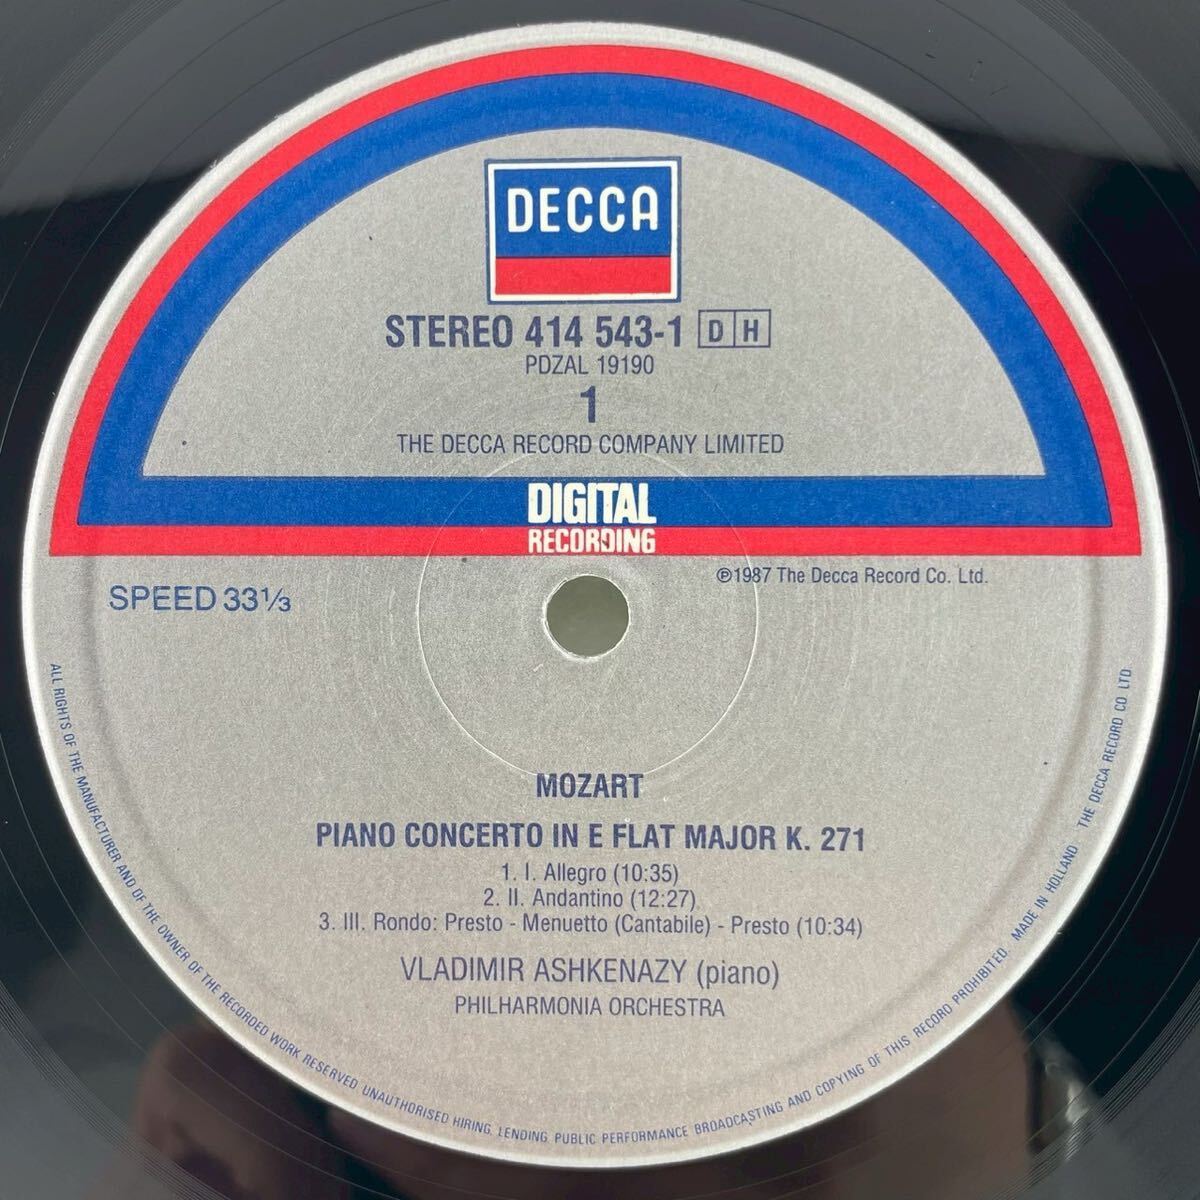 DECCA
STEREO 414 543-1 DH
PDZAL 19190
1
THE DECCA RECORD COMPANY LIMITED
DIGITAL
RECORDING
SPEED 33⅓
℗1987 The Decca Record Co. Ltd.
MOZART
PIANO CONCERTO IN E FLAT MAJOR K. 271
1. I. Allegro (10:35)
2. II. Andantino (12:27)
3. III. Rondo: Presto - Menuetto (Cantabile) - Presto (10:34)
VLADIMIR ASHKENAZY (piano)
PHILHARMONIA ORCHESTRA
ALL RIGHTS OF THE MANUFACTURER AND OF THE OWNER OF THE RECORDED WORK RESERVED. UNAUTHORISED HIRING, LENDING, PUBLIC PERFORMANCE BROADCASTING AND COPYING OF THIS RECORD PROHIBITED. MADE IN HOLLAND THE DECCA RECORD CO LTD